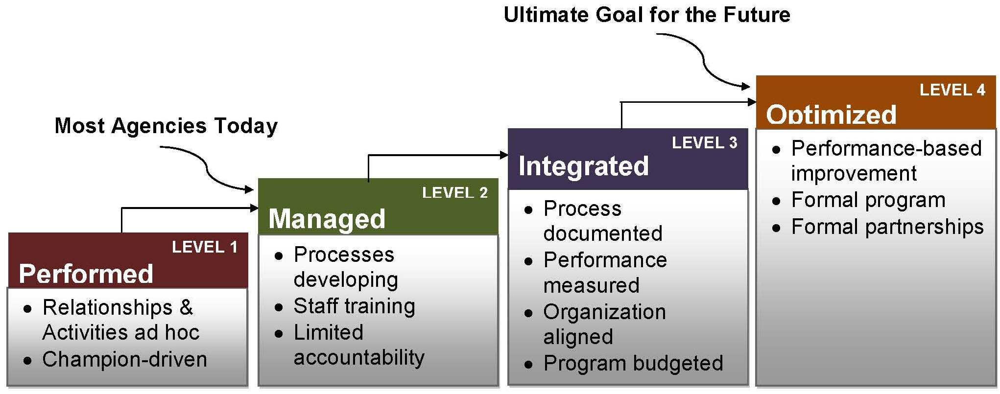 Ultimate Goal for the Future
Most Agencies Today
LEVEL 1
Performed
• Relationships &
Activities ad hoc
• Champion-driven
LEVEL 2
Managed
• Processes
developing
• Staff training
• Limited
accountability
LEVEL 3
Integrated
• Process
documented
• Performance
measured
• Organization
aligned
• Program budgeted
LEVEL 4
Optimized
• Performance-based
improvement
• Formal program
• Formal partnerships